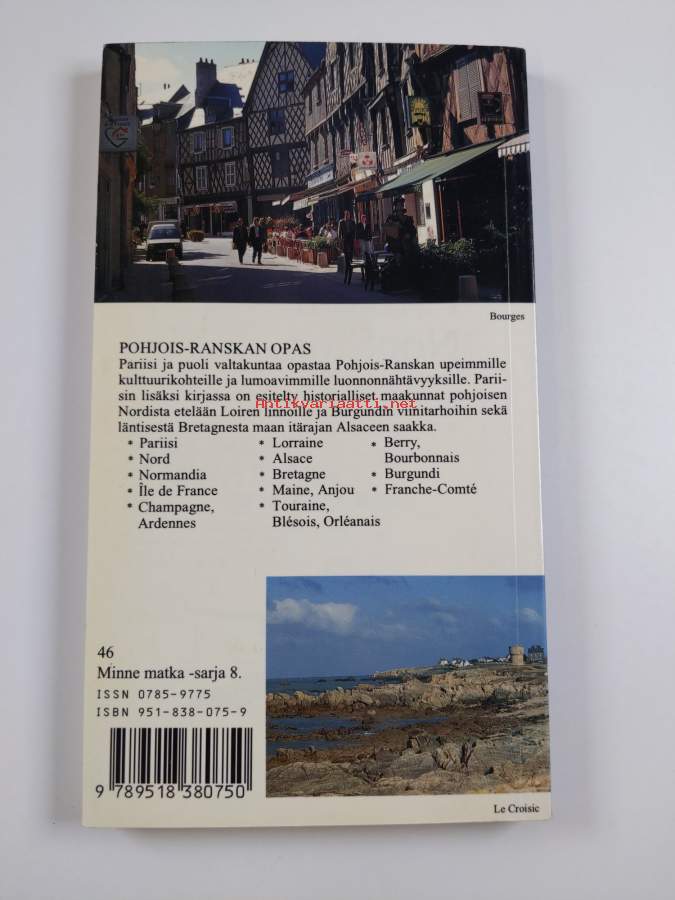 Bourges
POHJOIS-RANSKAN OPAS
Pariisi ja puoli valtakuntaa opastaa Pohjois-Ranskan upeimmille
kulttuurikohteille ja lumoavimmille luonnonnähtävyyksille. Parii-
sin lisäksi kirjassa on esitelty historialliset maakunnat pohjoisen
Nordista etelään Loiren linnoille ja Burgundin viinitarhoihin sekä
Antikvariaatti.net
läntisestä Bretagnesta maan itärajan Alsaceen saakka.
* Pariisi
* Nord
* Normandia
* Île de France
* Champagne,
Ardennes
* Lorraine
* Alsace
* Bretagne
* Maine, Anjou
* Touraine,
Blésois, Orléanais
* Berry,
Bourbonnais
* Burgundi
* Franche-Comté
46
Minne matka -sarja 8.
ISSN 0785-9775
ISBN 951-838-075-9
9 789518 380750
Le Croisic